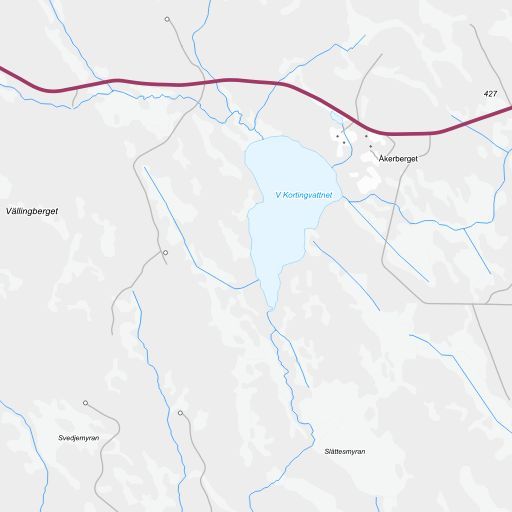 427
Åkerberget
V Kortingvattnet
Vällingberget
Svedjemyran
Slättesmyran